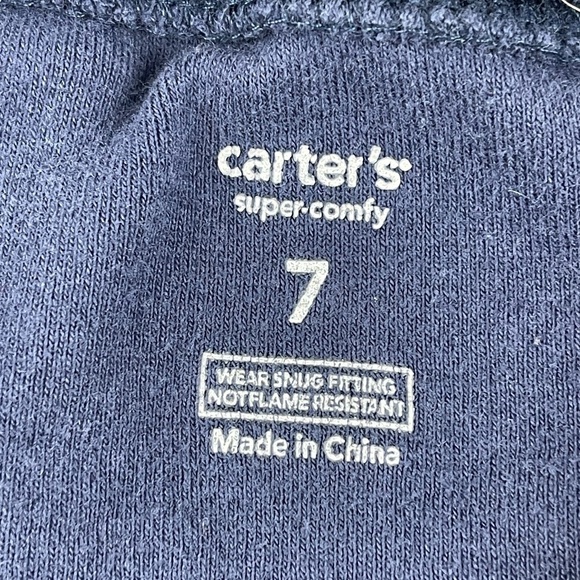 carter's
super-comfy
7
WEAR SNUG FITTING
NOT FLAME RESISTANT
Made in China